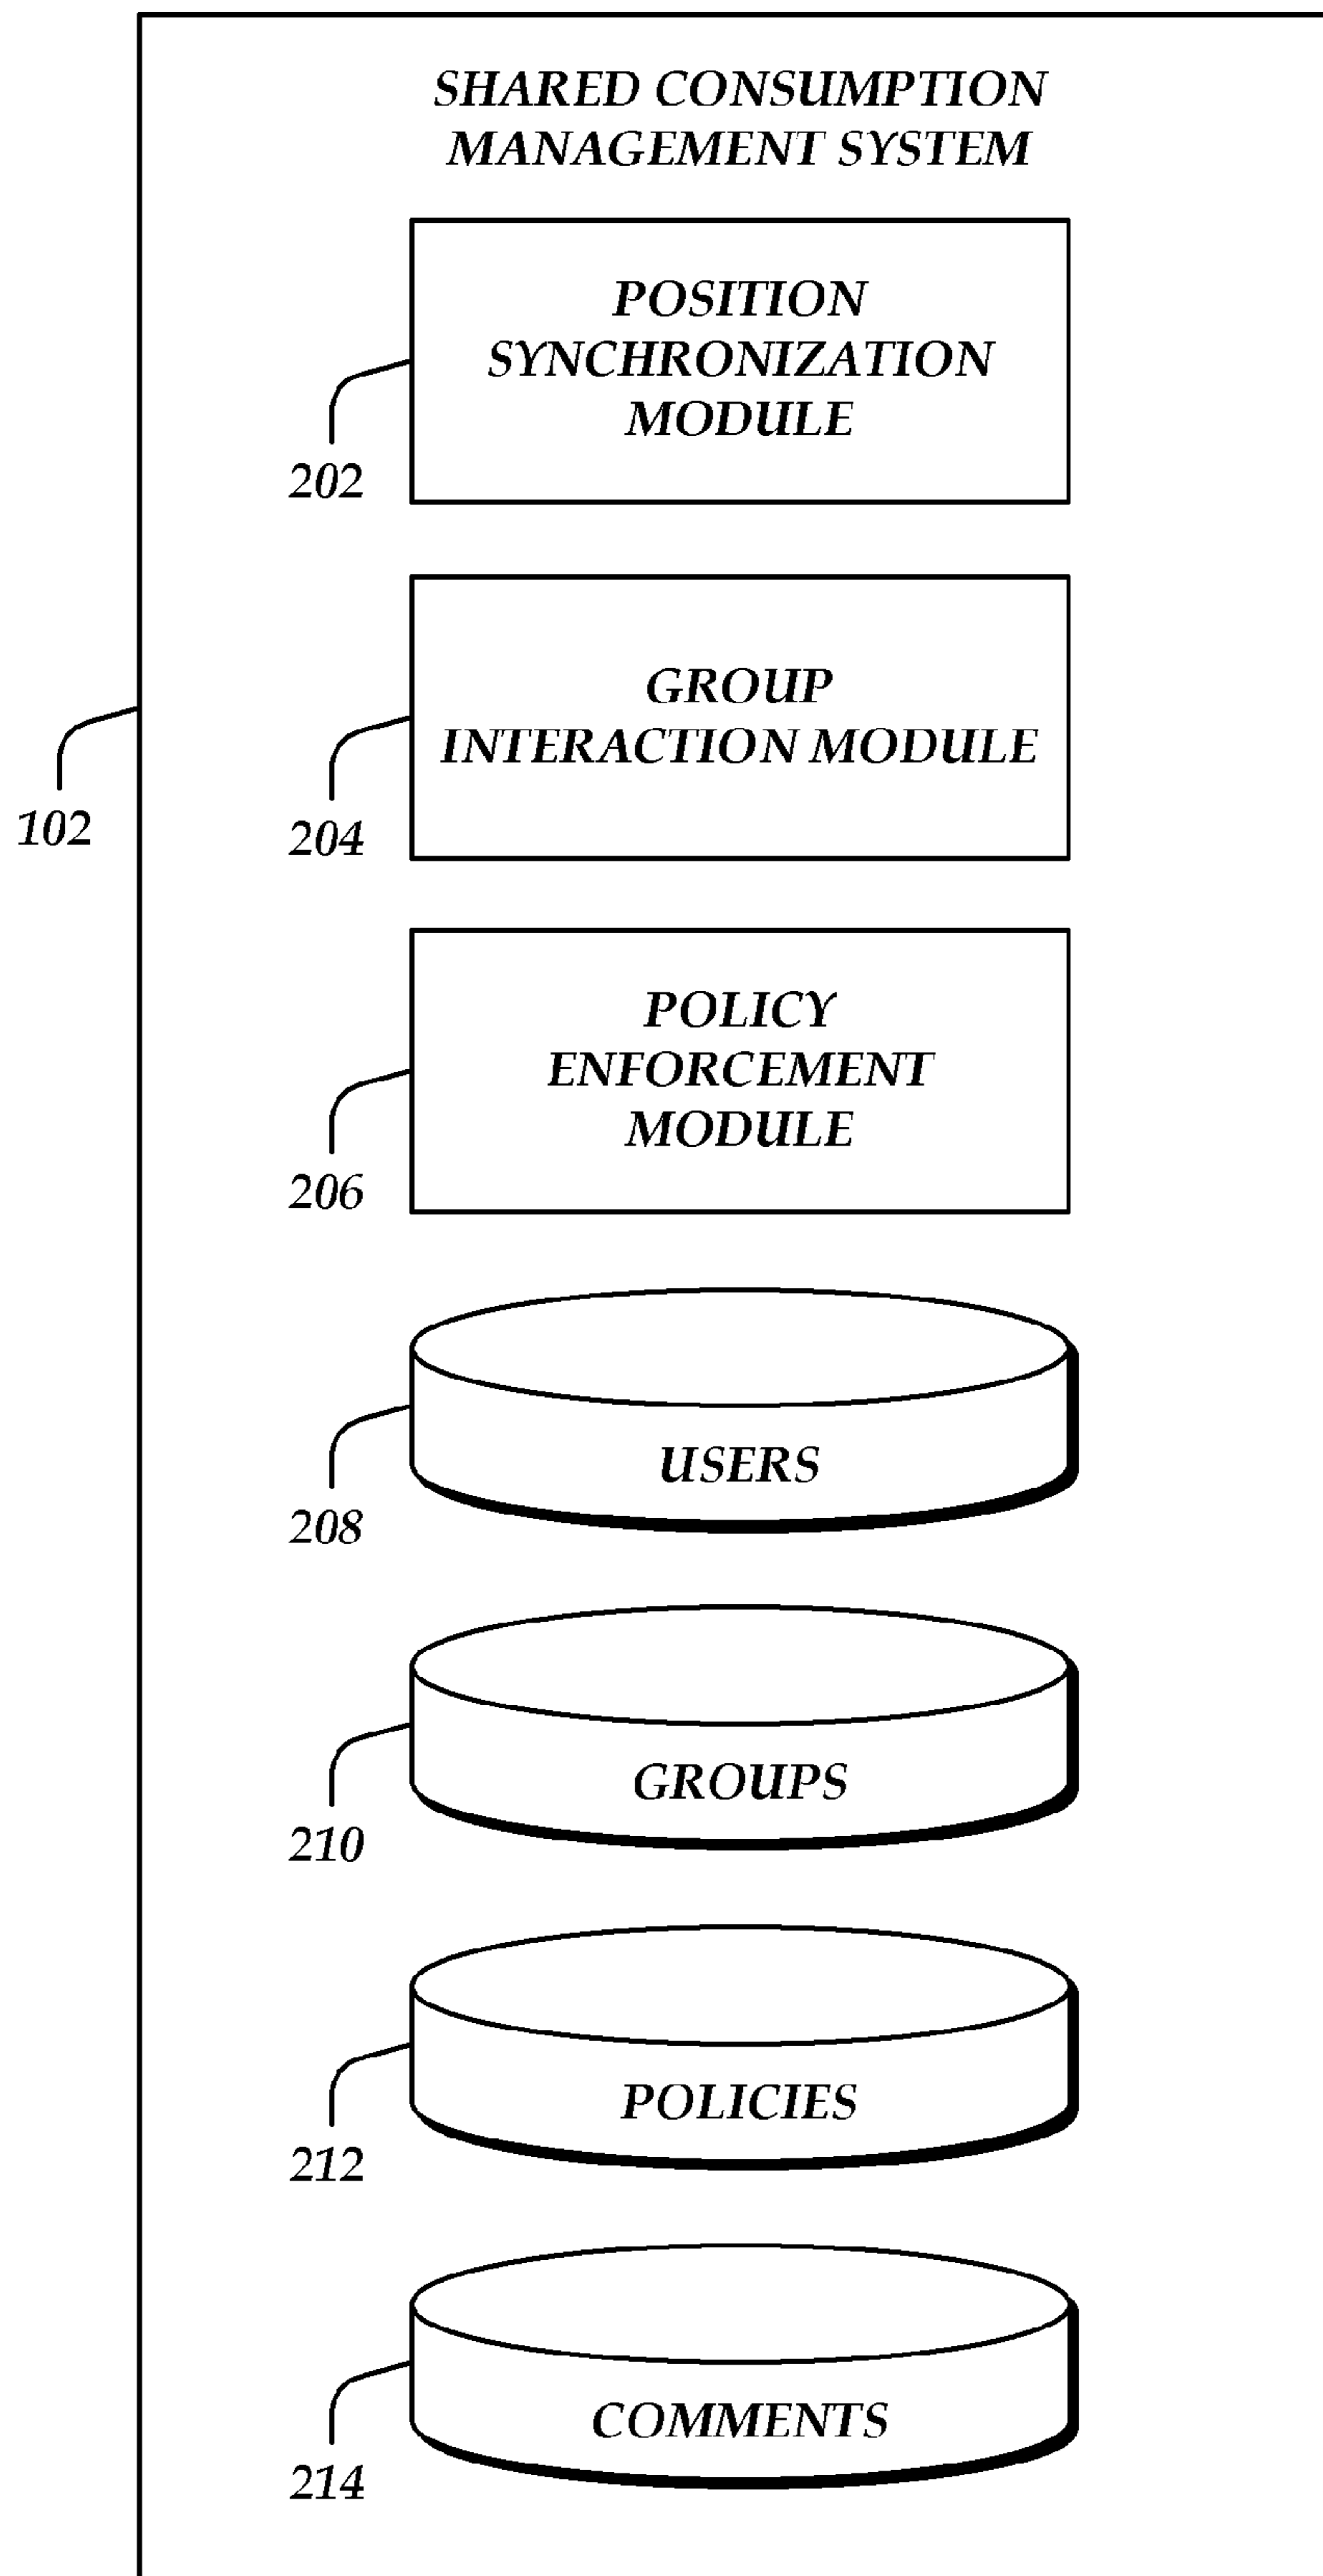 SHARED CONSUMPTION
MANAGEMENT SYSTEM
POSITION
SYNCHRONIZATION
MODULE
202
GROUP
INTERACTION MODULE
204
102
POLICY
ENFORCEMENT
MODULE
206
USERS
208
GROUPS
210
POLICIES
212
COMMENTS
214